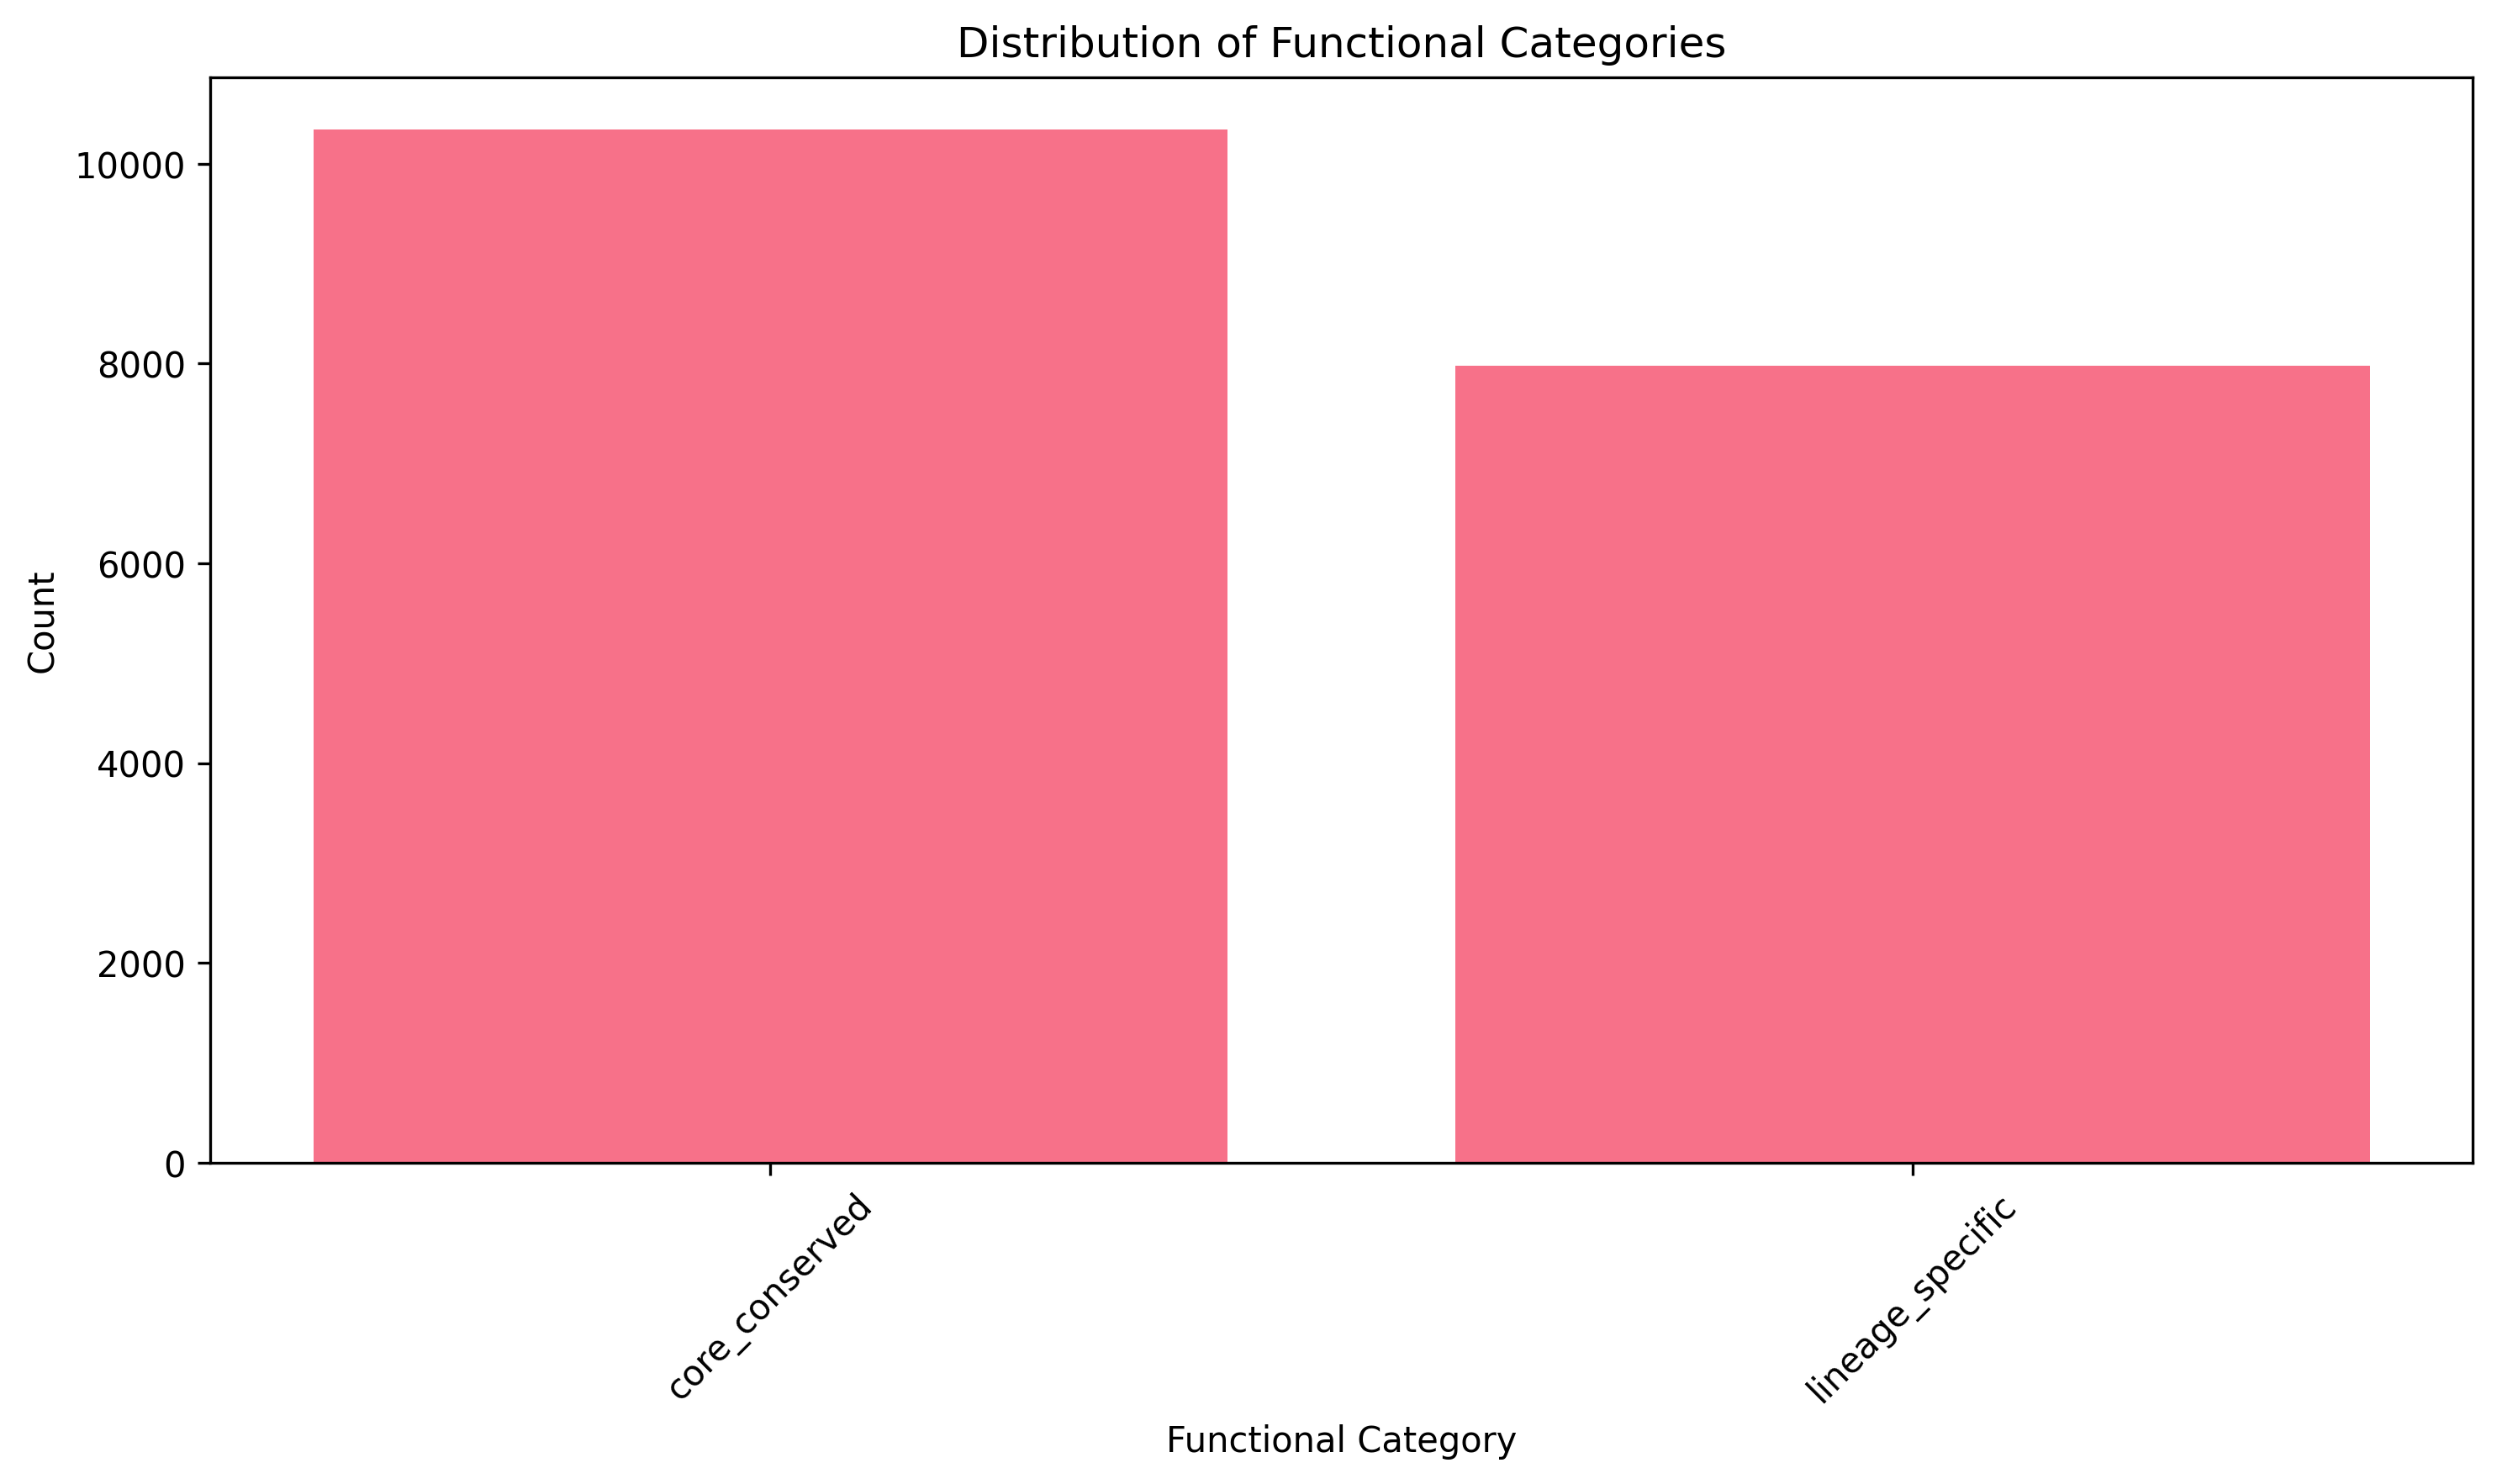 Distribution of Functional Categories
Count
10000
8000
6000
4000
2000
0
core_conserved
lineage_specific
Functional Category